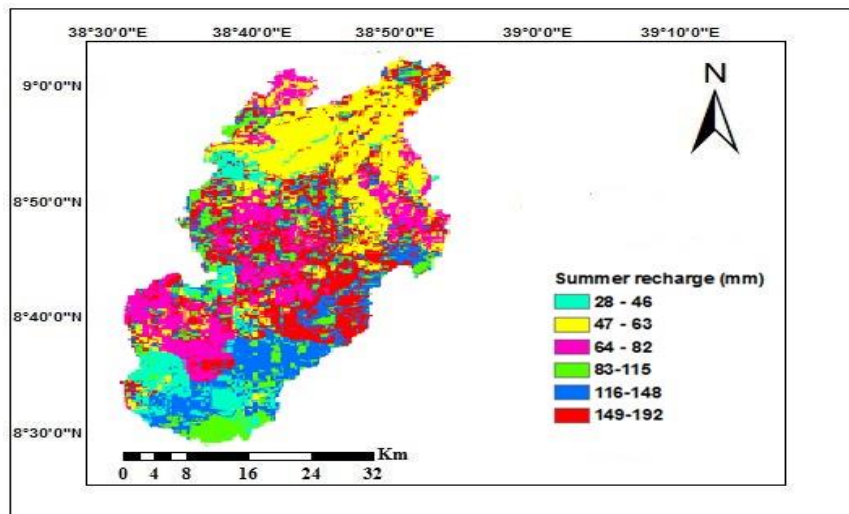 38°30'0"E 38°40'0"E 38°50'0"E 39°0'0"E 39°10'0"E
9°0'0"N
8°50'0"N
8°40'0"N
8°30'0"N
N
Summer recharge (mm)
28 - 46
47 - 63
64 - 82
83-115
116-148
149-192
Km
0 4 8 16 24 32